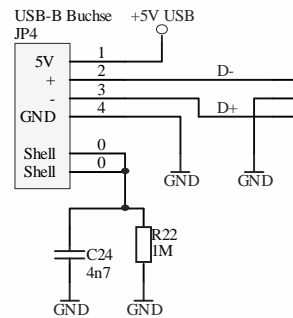 USB-B Buchse +5V USB
JP4
5V 1
+ 2 D-
- 3
GND 4 D+
Shell 0
Shell 0
GND GND
C24 R22
4n7 1M
GND GND